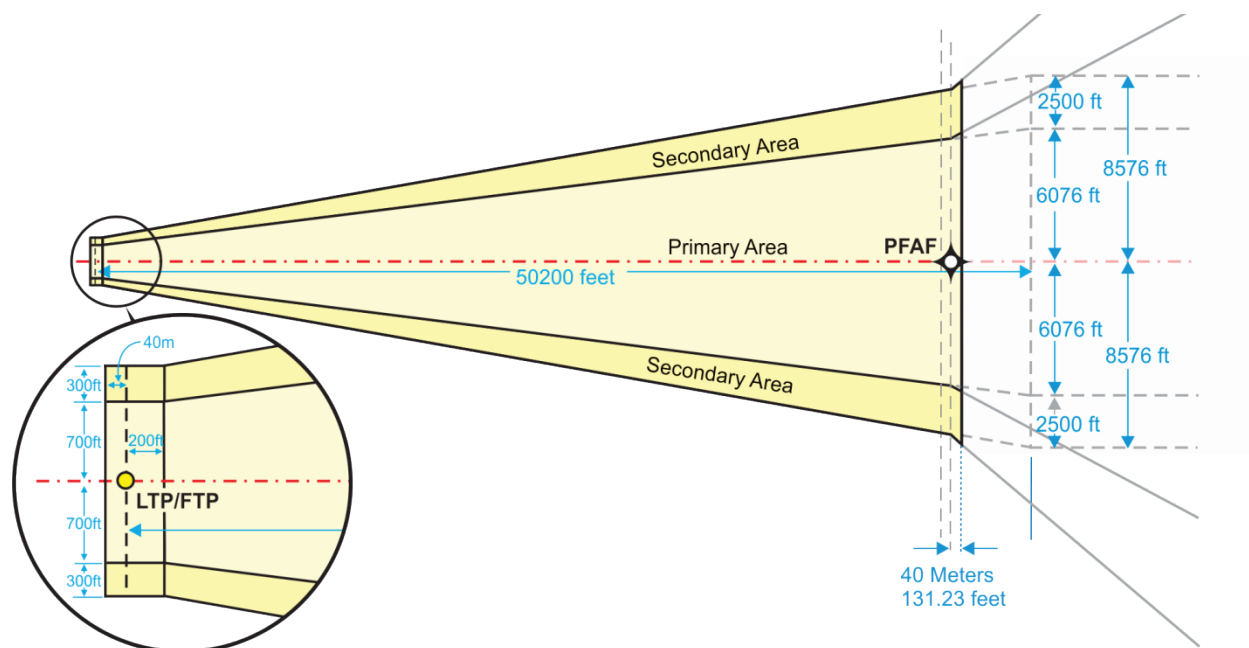 2500 ft
Secondary Area
6076 ft
8576 ft
Primary Area
PFAF
50200 feet
6076 ft
8576 ft
Secondary Area
2500 ft
40 Meters
131.23 feet
40m
300ft
700ft
200ft
LTP/FTP
700ft
300ft